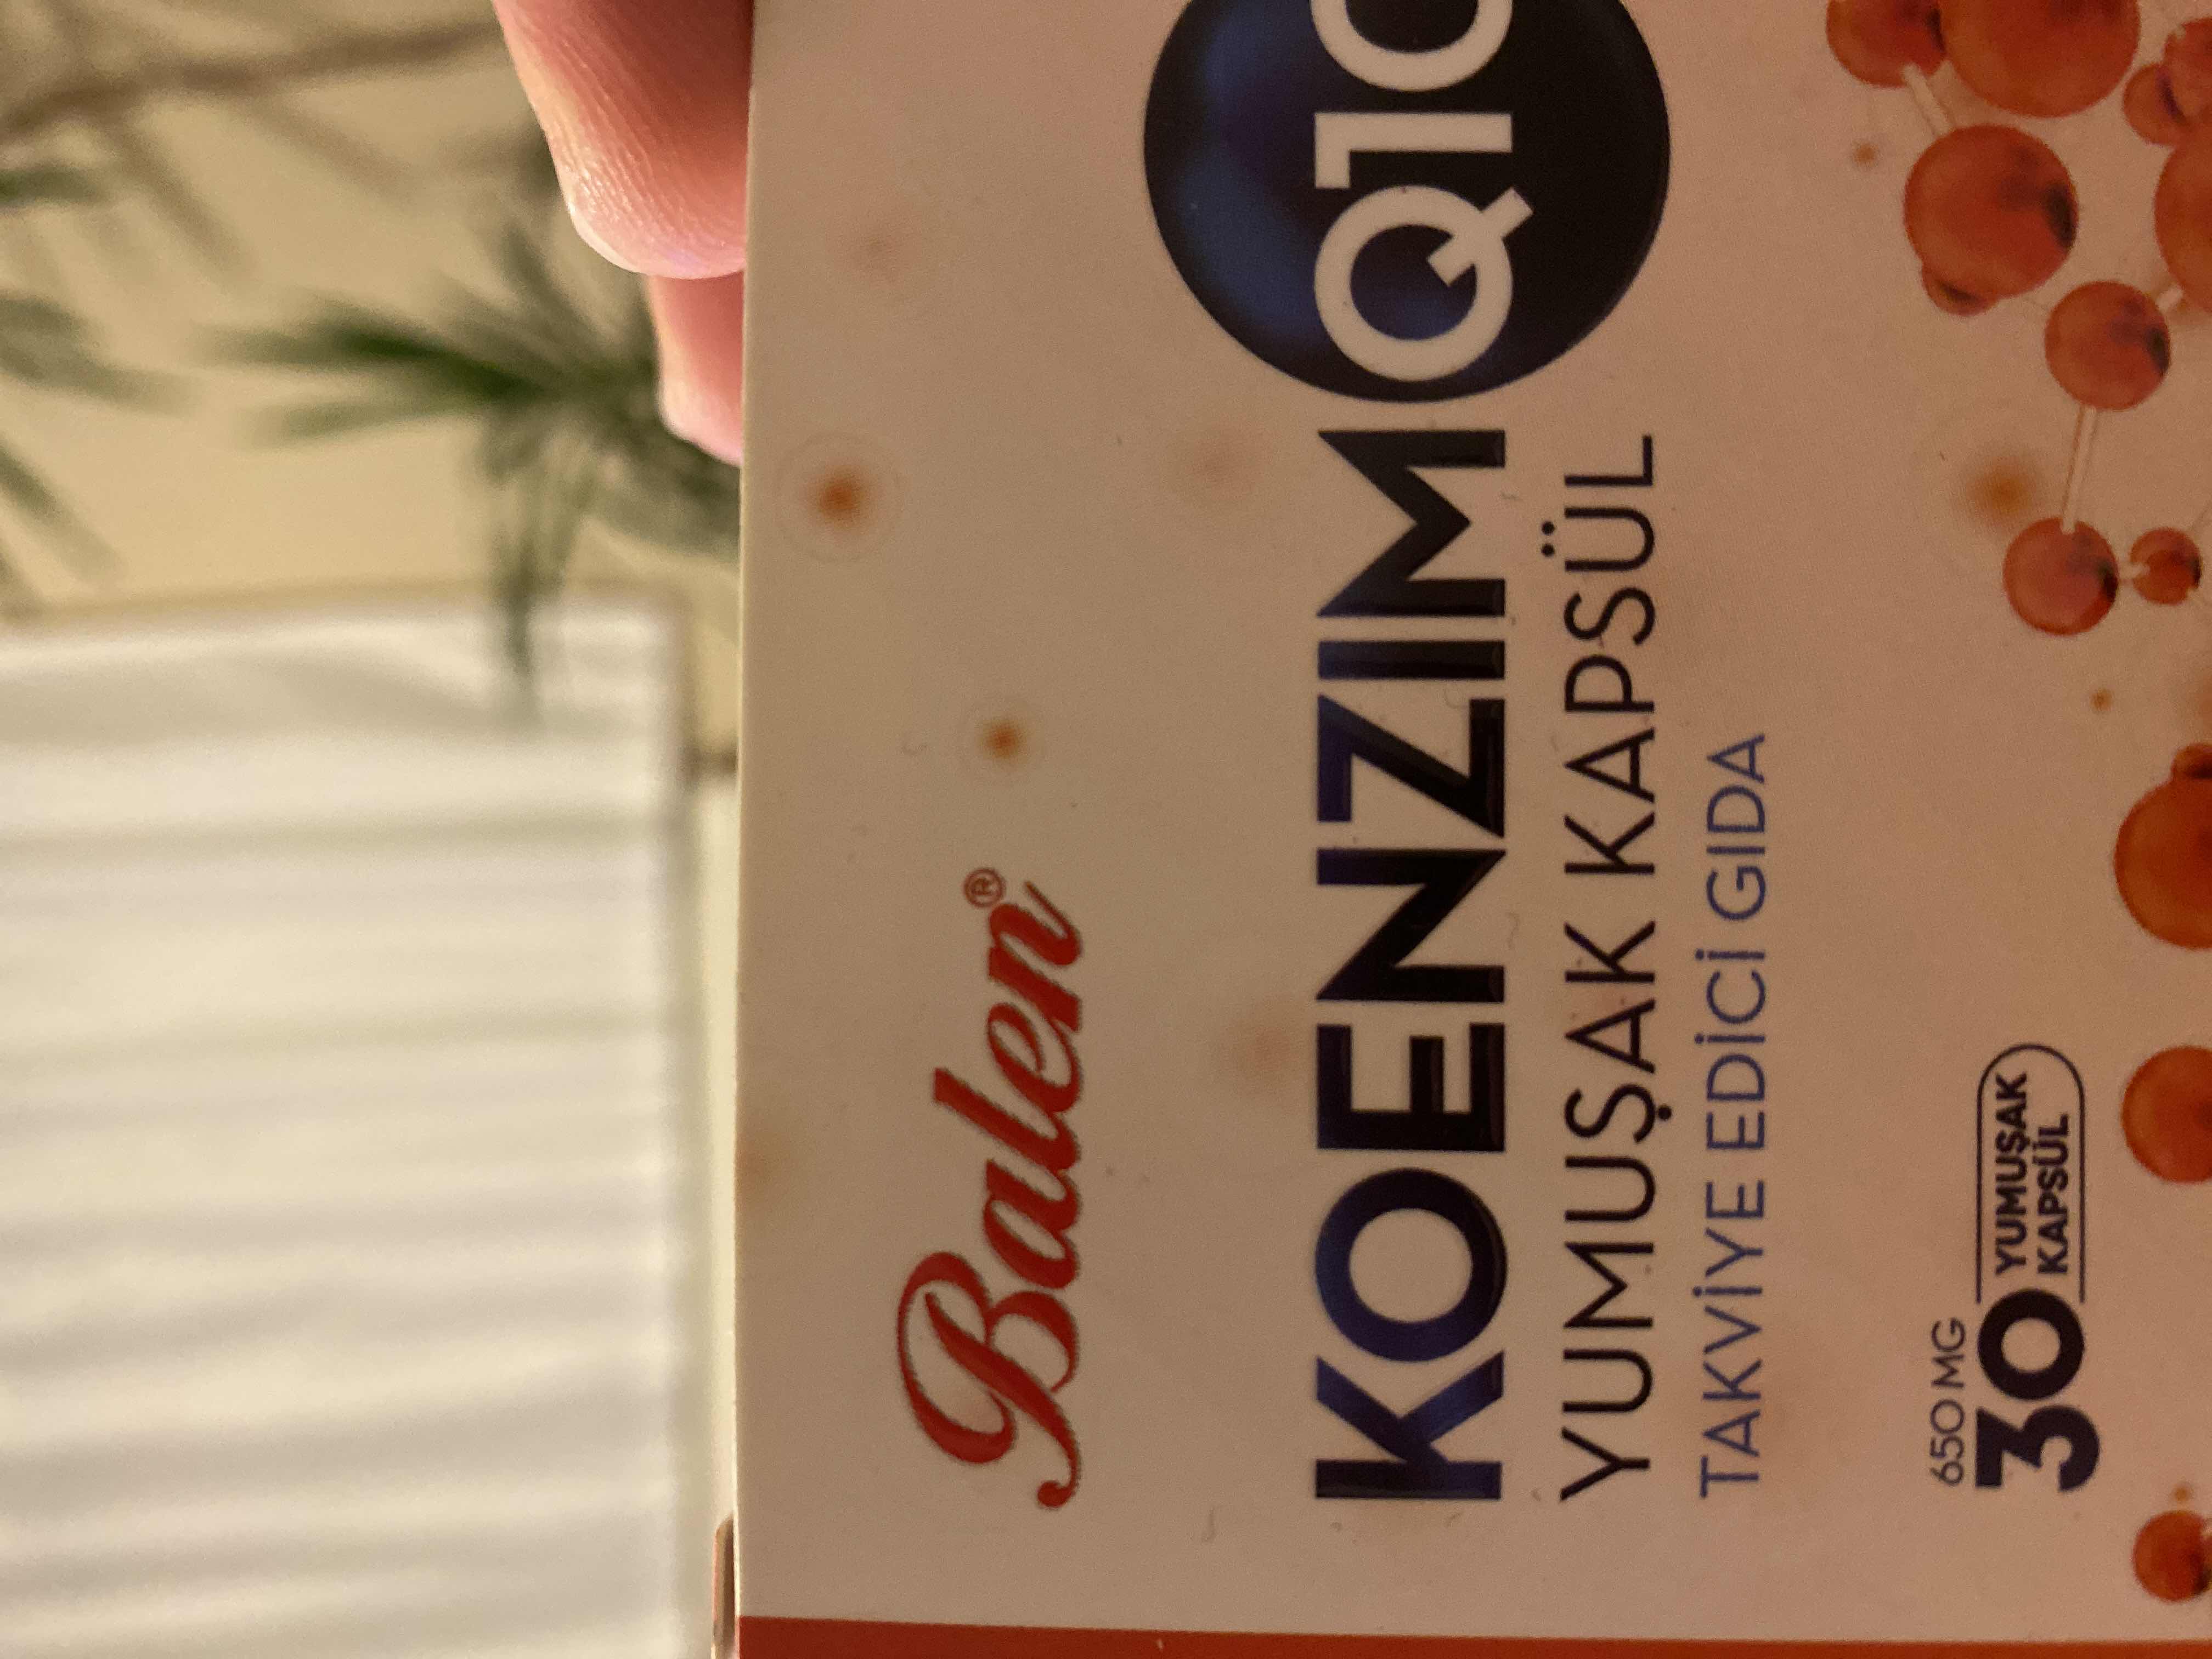 Balen®
KOENZIM Q10
YUMUŞAK KAPSÜL
TAKVİYE EDİCİ GIDA
650 MG
30 YUMUŞAK
KAPSÜL